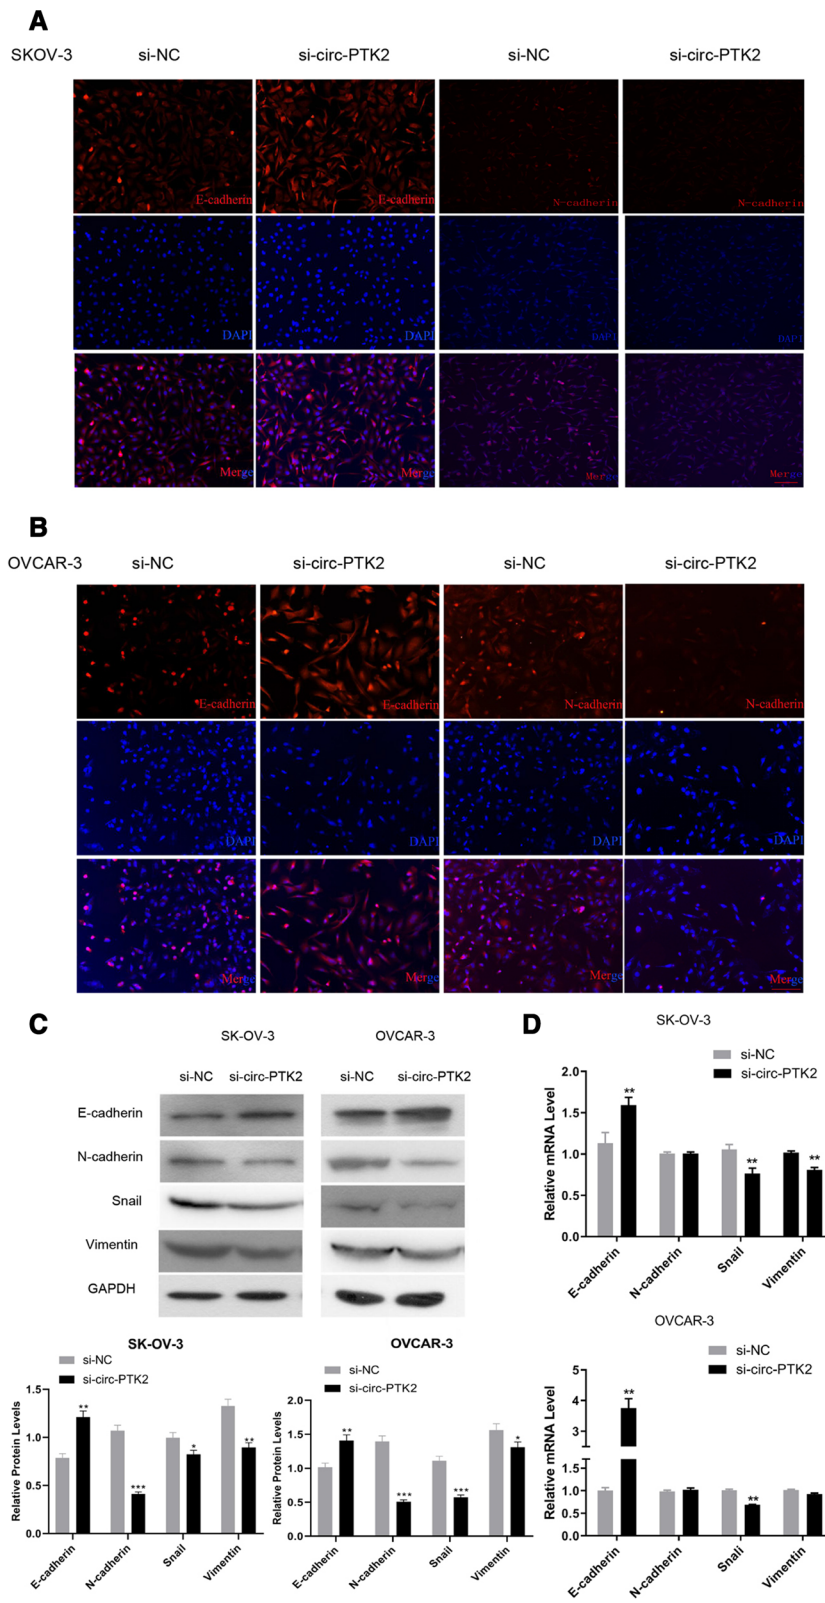 A
SKOV-3 si-NC si-circ-PTK2 si-NC si-circ-PTK2
E-cadherin E-cadherin N-cadherin N-cadherin
DAPI DAPI DAPI DAPI
Merge Merge Merge Merge
B
OVCAR-3 si-NC si-circ-PTK2 si-NC si-circ-PTK2
E-cadherin E-cadherin N-cadherin N-cadherin
DAPI DAPI DAPI DAPI
Merge Merge Merge Merge
C
SK-OV-3 OVCAR-3
si-NC si-circ-PTK2 si-NC si-circ-PTK2
E-cadherin
N-cadherin
Snail
Vimentin
GAPDH
SK-OV-3
si-NC
si-circ-PTK2
Relative Protein Levels
1.5
1.0
0.5
0.0
** *** * **
E-cadherin N-cadherin Snail Vimentin
OVCAR-3
si-NC
si-circ-PTK2
Relative Protein Levels
2.0
1.5
1.0
0.5
0.0
** *** *** *
E-cadherin N-cadherin Snail Vimentin
D
SK-OV-3
si-NC
si-circ-PTK2
Relative mRNA Level
2.0
1.5
1.0
0.5
0.0
** ** **
E-cadherin N-cadherin Snail Vimentin
OVCAR-3
si-NC
si-circ-PTK2
Relative mRNA Level
5
4
3
2
1.5
1.0
0.5
0.0
** **
E-cadherin N-cadherin Snali Vimentin